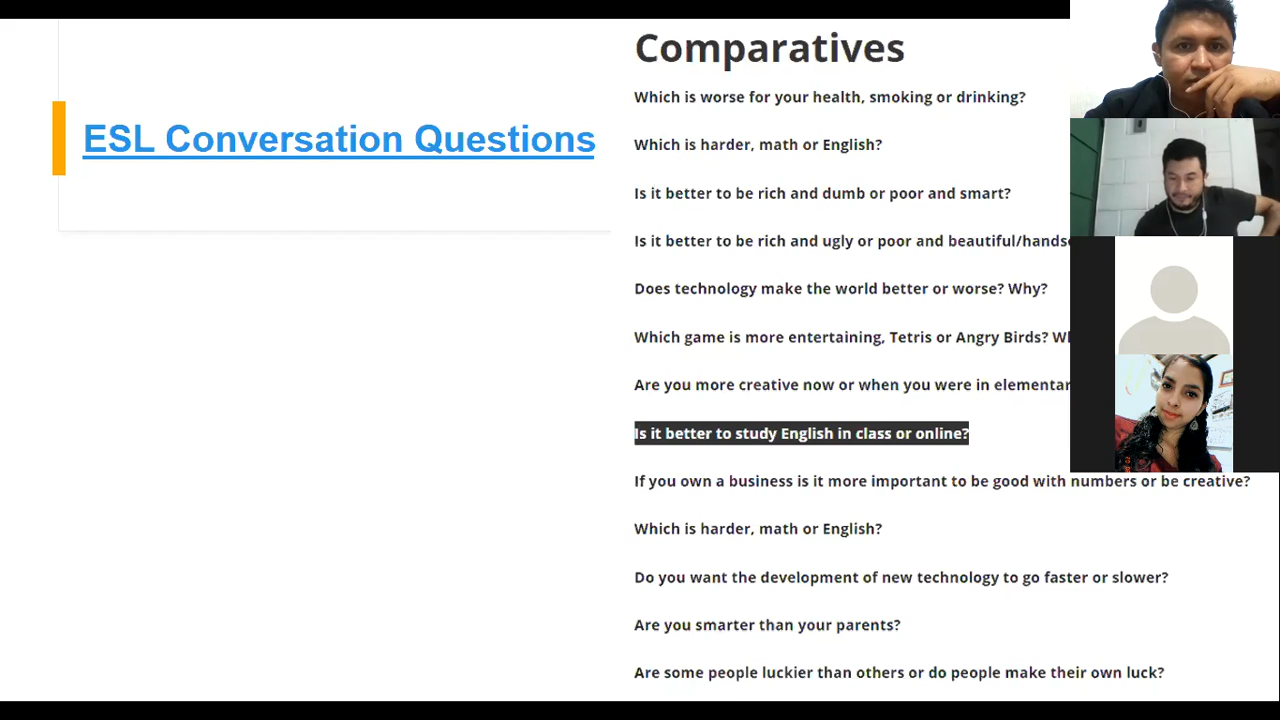 ESL Conversation Questions
Comparatives
Which is worse for your health, smoking or drinking?
Which is harder, math or English?
Is it better to be rich and dumb or poor and smart?
Is it better to be rich and ugly or poor and beautiful/hands
Does technology make the world better or worse? Why?
Which game is more entertaining, Tetris or Angry Birds?
Are you more creative now or when you were in elementar
Is it better to study English in class or online?
If you own a business is it more important to be good with numbers or be creative?
Which is harder, math or English?
Do you want the development of new technology to go faster or slower?
Are you smarter than your parents?
Are some people luckier than others or do people make their own luck?